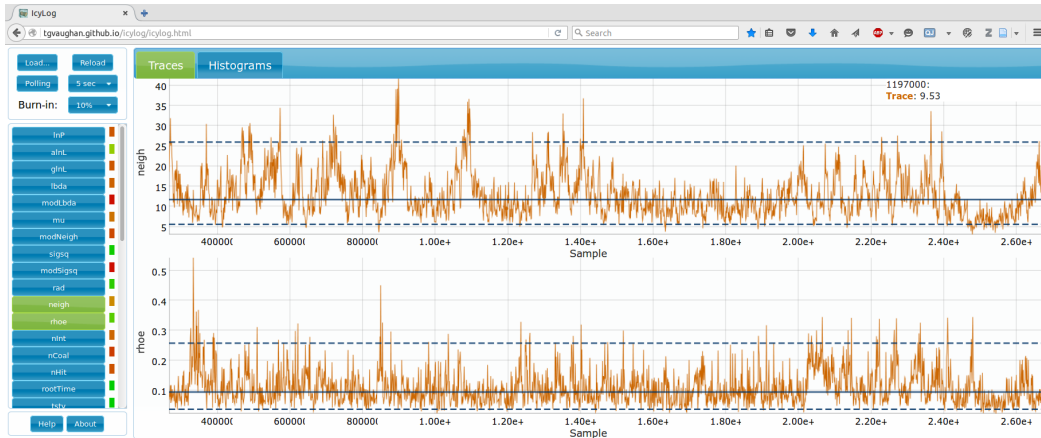 IcyLog
tgvaughan.github.io/icylog/icylog.html
Search
ABP
Z
Load...
Reload
Polling
5 sec
Burn-in:
10%
lnP
alnL
glnL
lbda
modLbda
mu
modNeigh
sigsq
modSigsq
rad
neigh
rhoe
nInt
nCoal
nHit
rootTime
tstv
Help
About
Traces
Histograms
1197000:
Trace: 9.53
40
35
30
25
20
15
10
5
neigh
40000( 60000( 80000( 1.00e+ 1.20e+ 1.40e+ 1.60e+ 1.80e+ 2.00e+ 2.20e+ 2.40e+ 2.60e+
Sample
0.5
0.4
0.3
0.2
0.1
rhoe
40000( 60000( 80000( 1.00e+ 1.20e+ 1.40e+ 1.60e+ 1.80e+ 2.00e+ 2.20e+ 2.40e+ 2.60e+
Sample